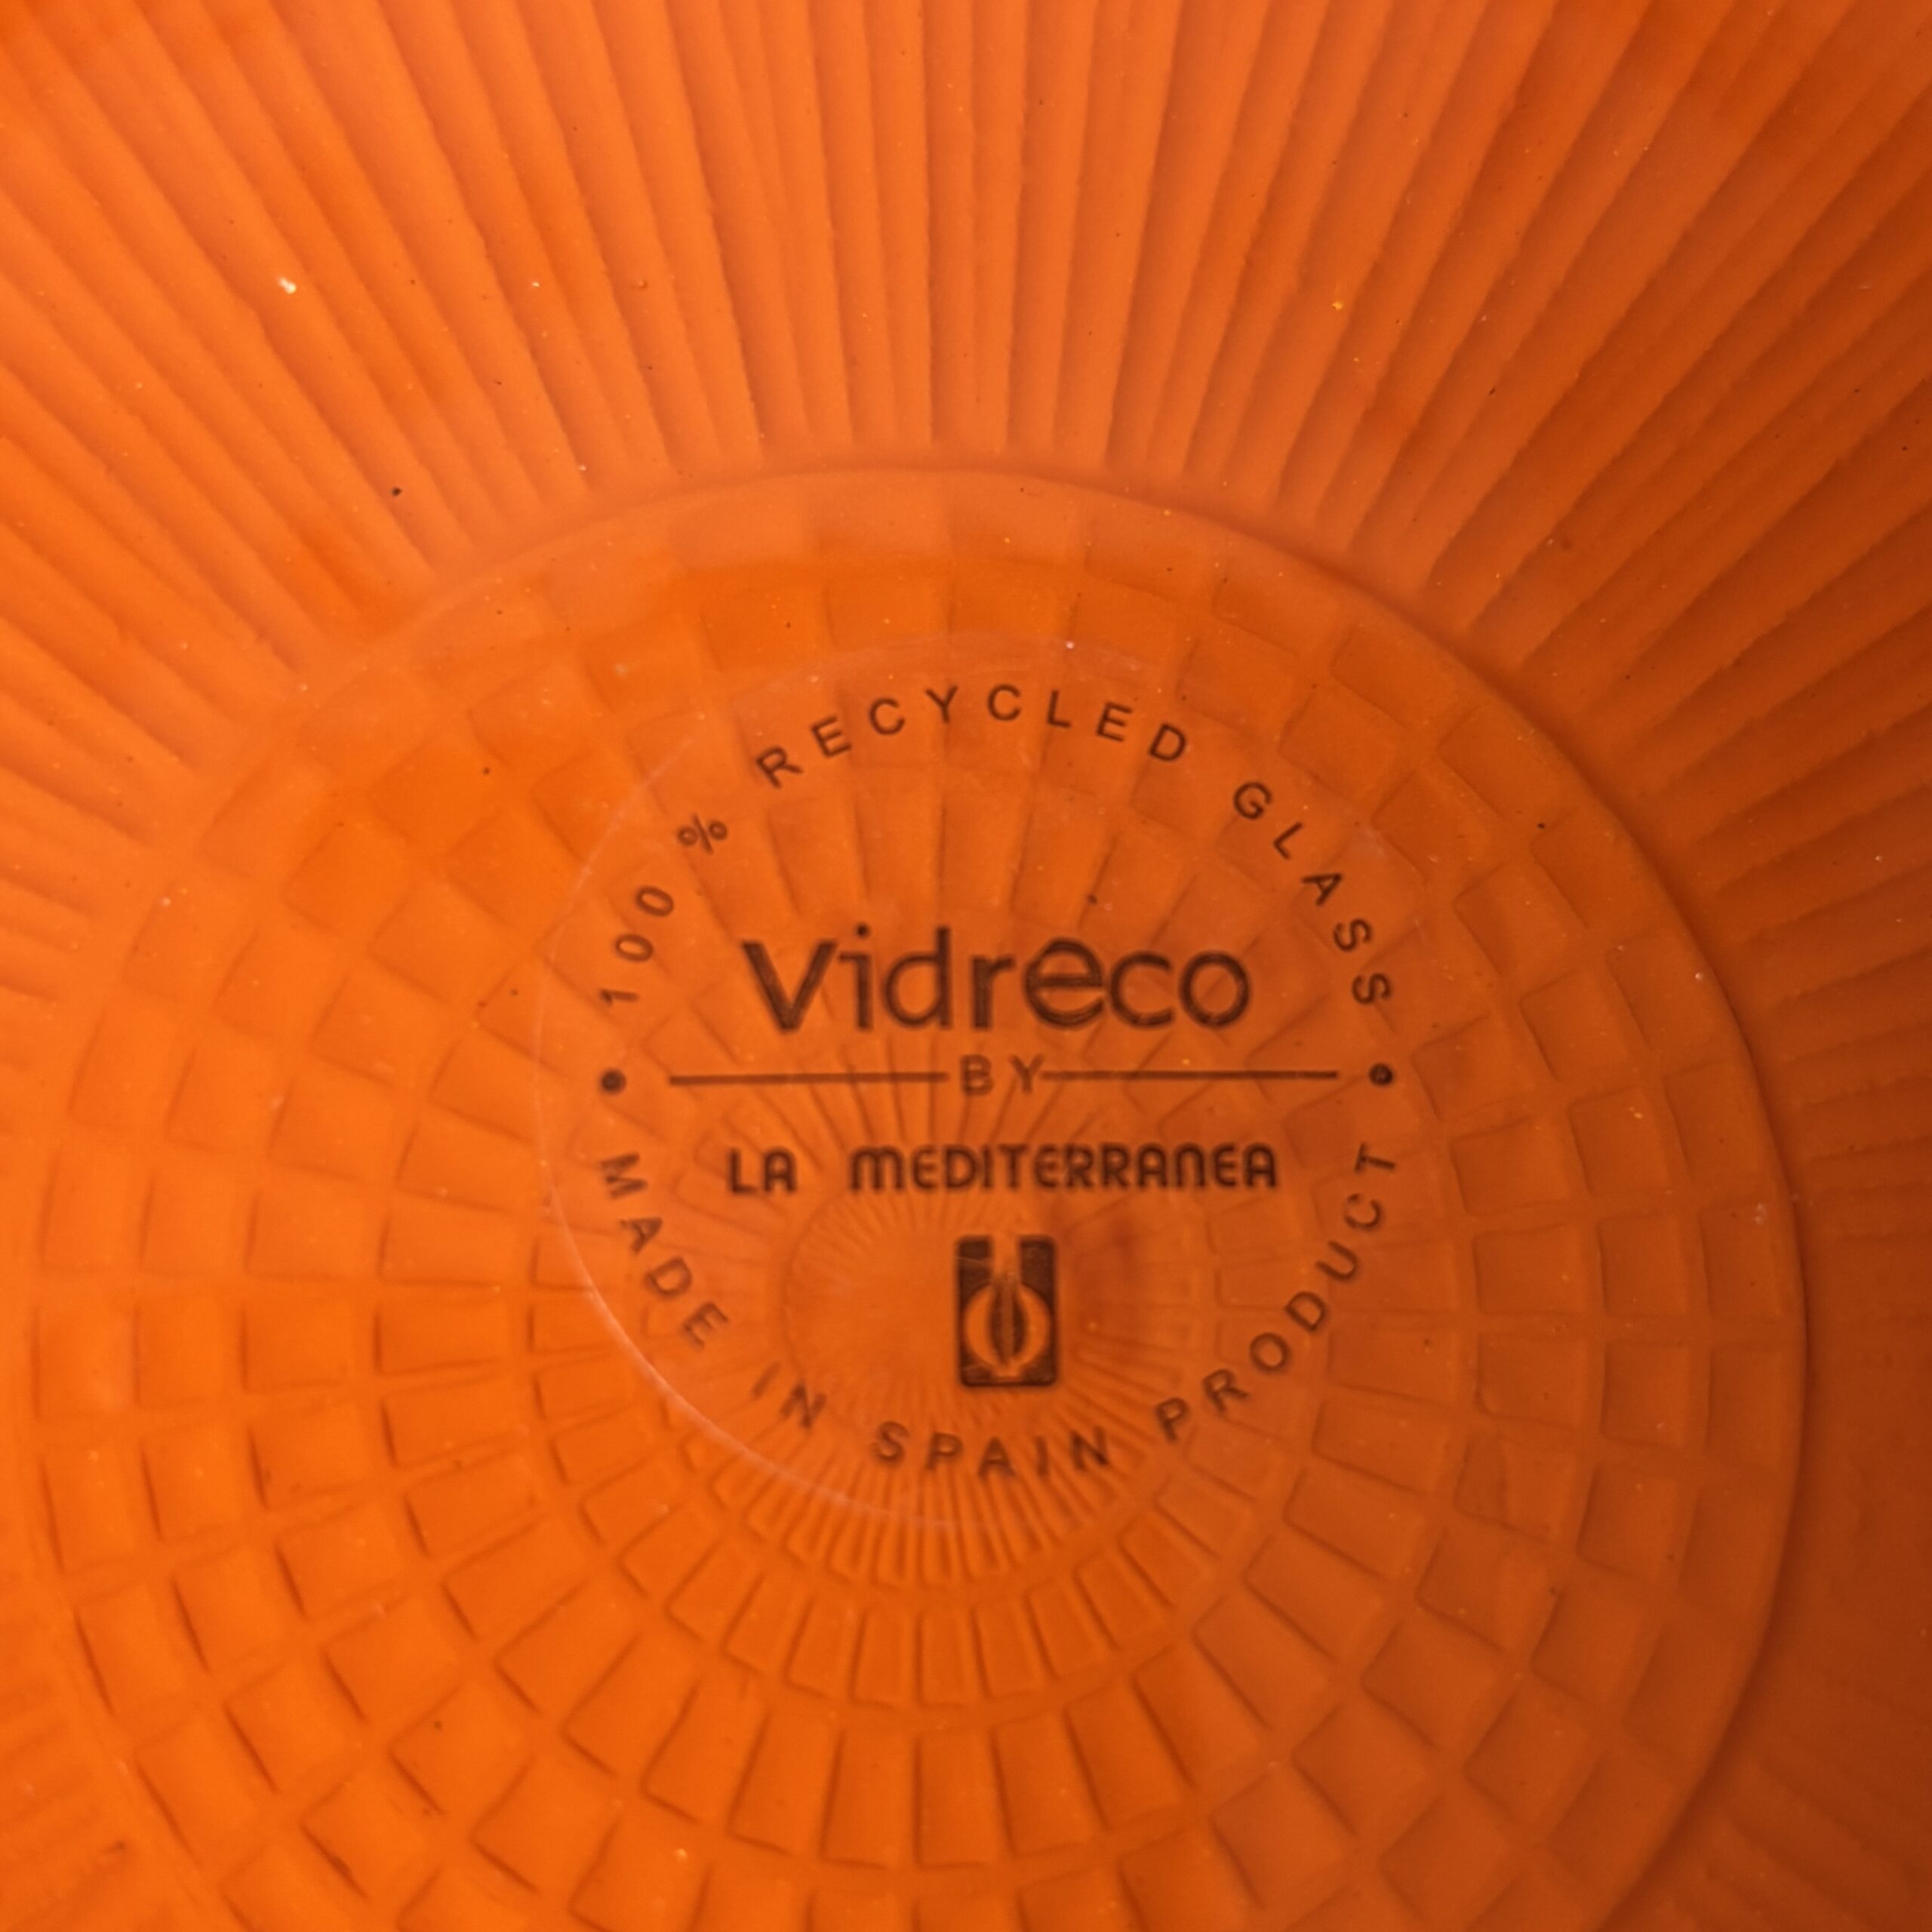 100 % RECYCLED GLASS
vidreco
BY
LA MEDITERRANEA
MADE IN SPAIN PRODUCT